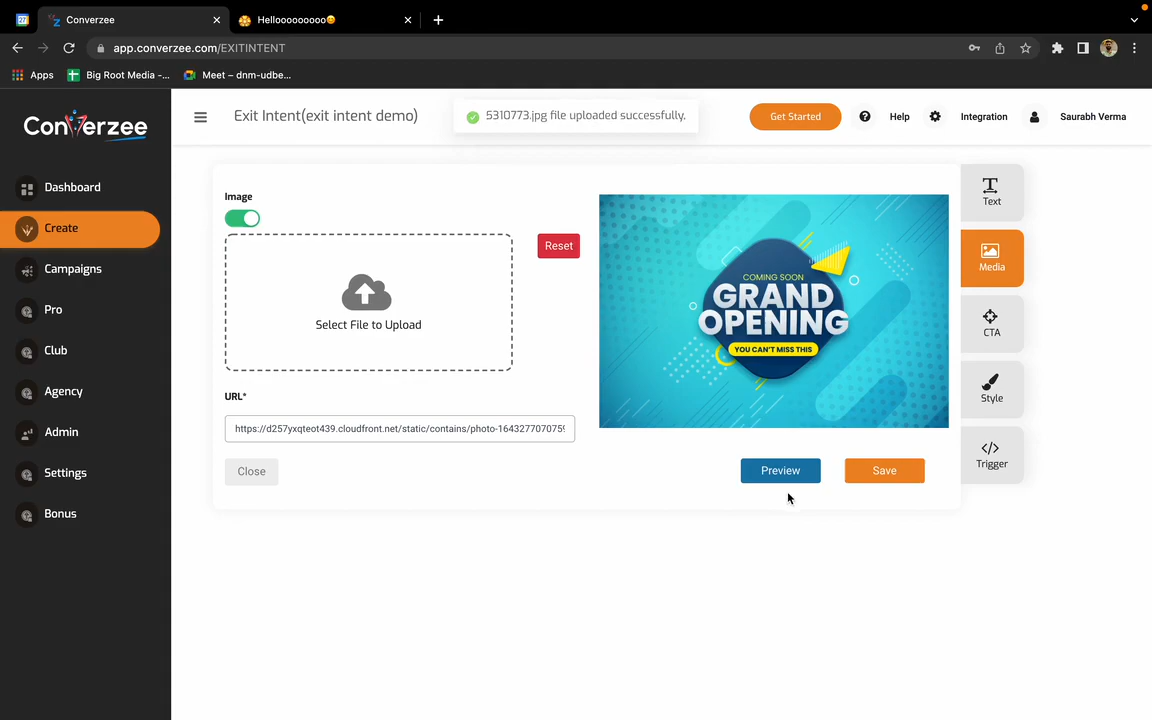 27
Converzee
Hellooooooooo😊
app.converzee.com/EXITINTENT
Apps
Big Root Media -...
Meet – dnm-udbe...
Converzee
Exit Intent(exit intent demo)
5310773.jpg file uploaded successfully.
Get Started
Help
Integration
Saurabh Verma
Dashboard
Create
Campaigns
Pro
Club
Agency
Admin
Settings
Bonus
Image
Reset
Select File to Upload
URL*
https://d257yxqteot439.cloudfront.net/static/contains/photo-1643277070759
Close
COMING SOON
GRAND
OPENING
YOU CAN'T MISS THIS
Preview
Save
Text
Media
CTA
Style
Trigger